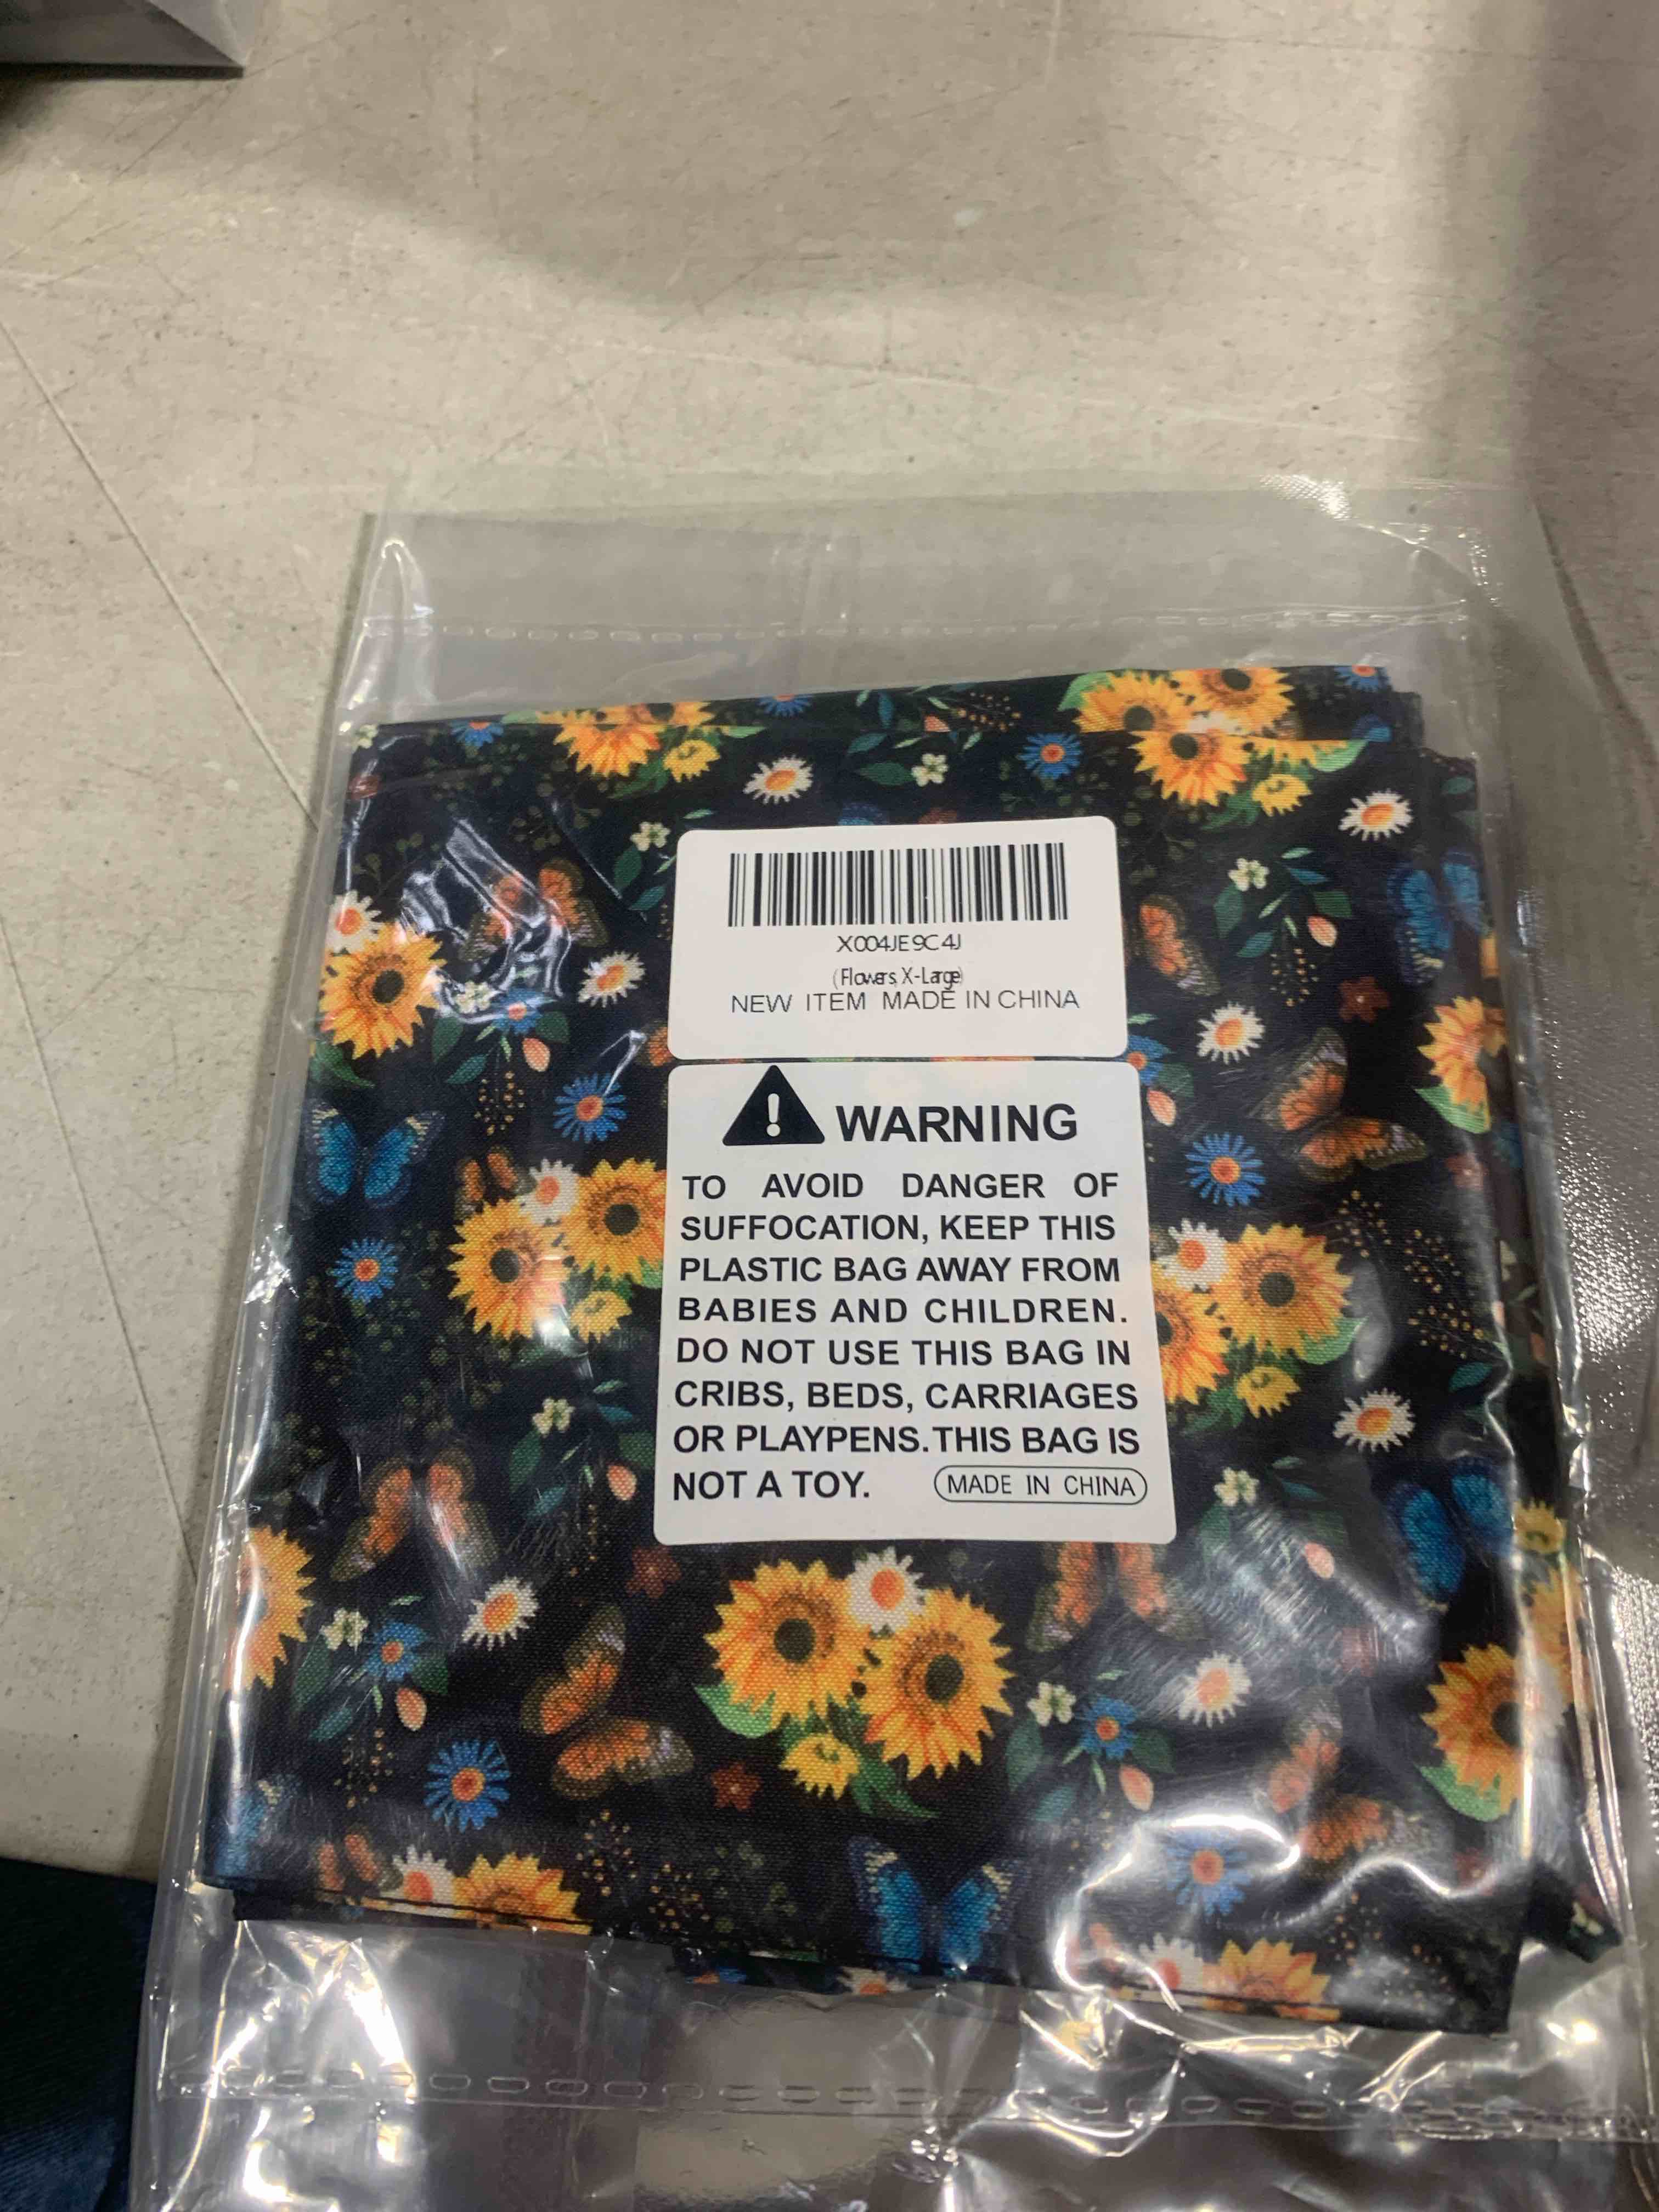 X004JE9C4J
(Flowers, X-Large)
NEW ITEM MADE IN CHINA
! WARNING
TO AVOID DANGER OF
SUFFOCATION, KEEP THIS
PLASTIC BAG AWAY FROM
BABIES AND CHILDREN.
DO NOT USE THIS BAG IN
CRIBS, BEDS, CARRIAGES
OR PLAYPENS. THIS BAG IS
NOT A TOY. MADE IN CHINA